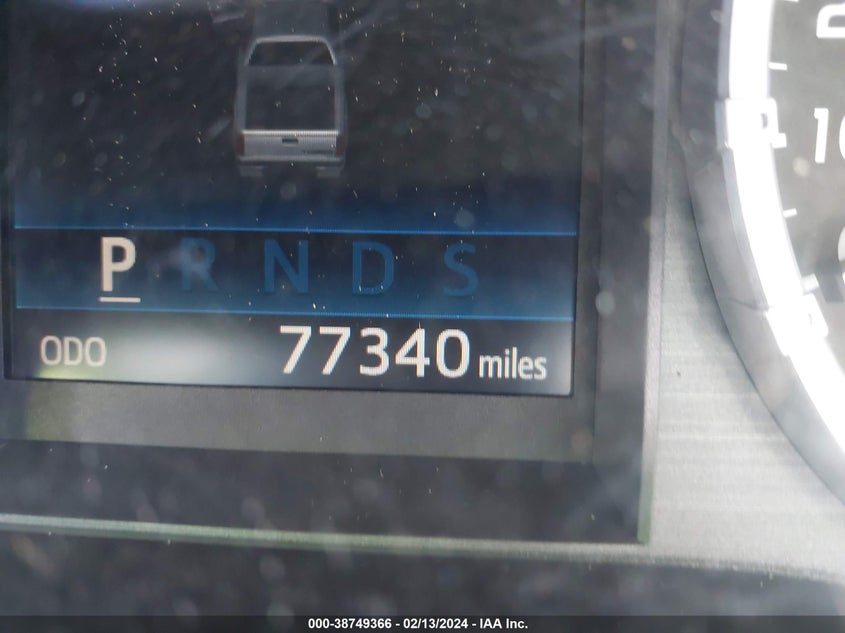 P R N D S
ODO 77340 miles
000-38749366 - 02/13/2024 - IAA Inc.